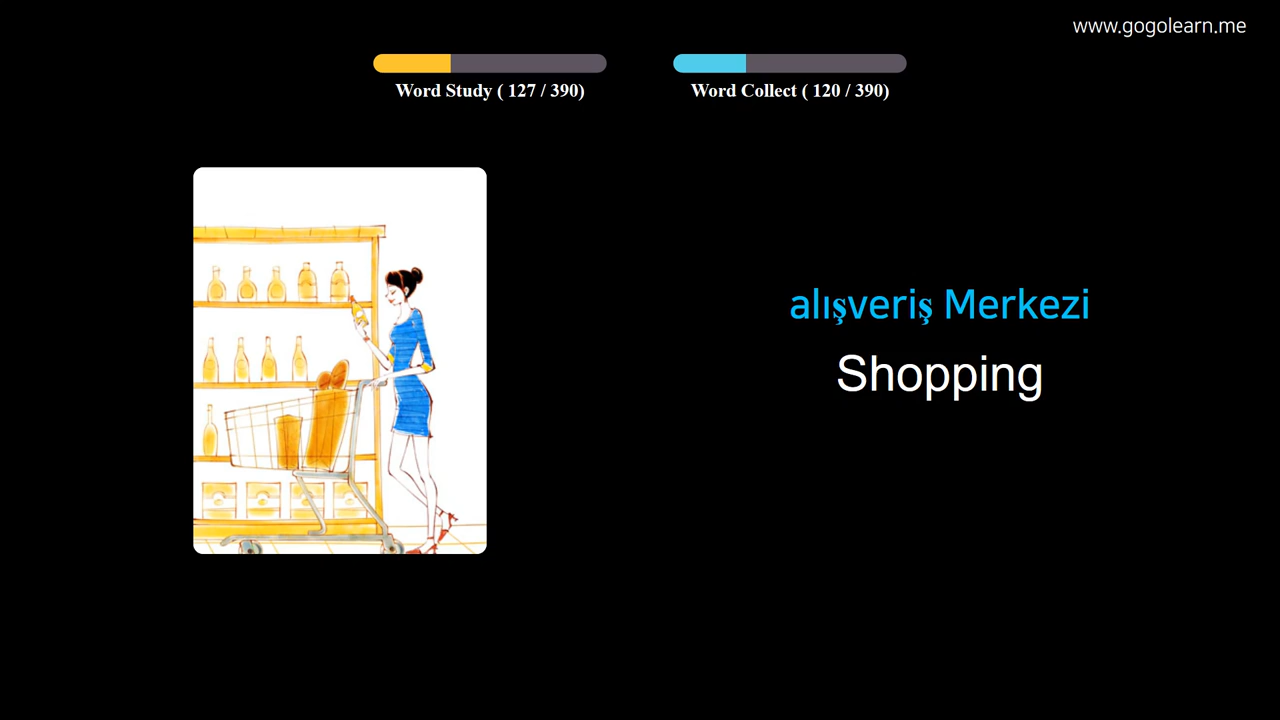 www.gogolearn.me
Word Study ( 127 / 390)
Word Collect ( 120 / 390)
alışveriş Merkezi
Shopping